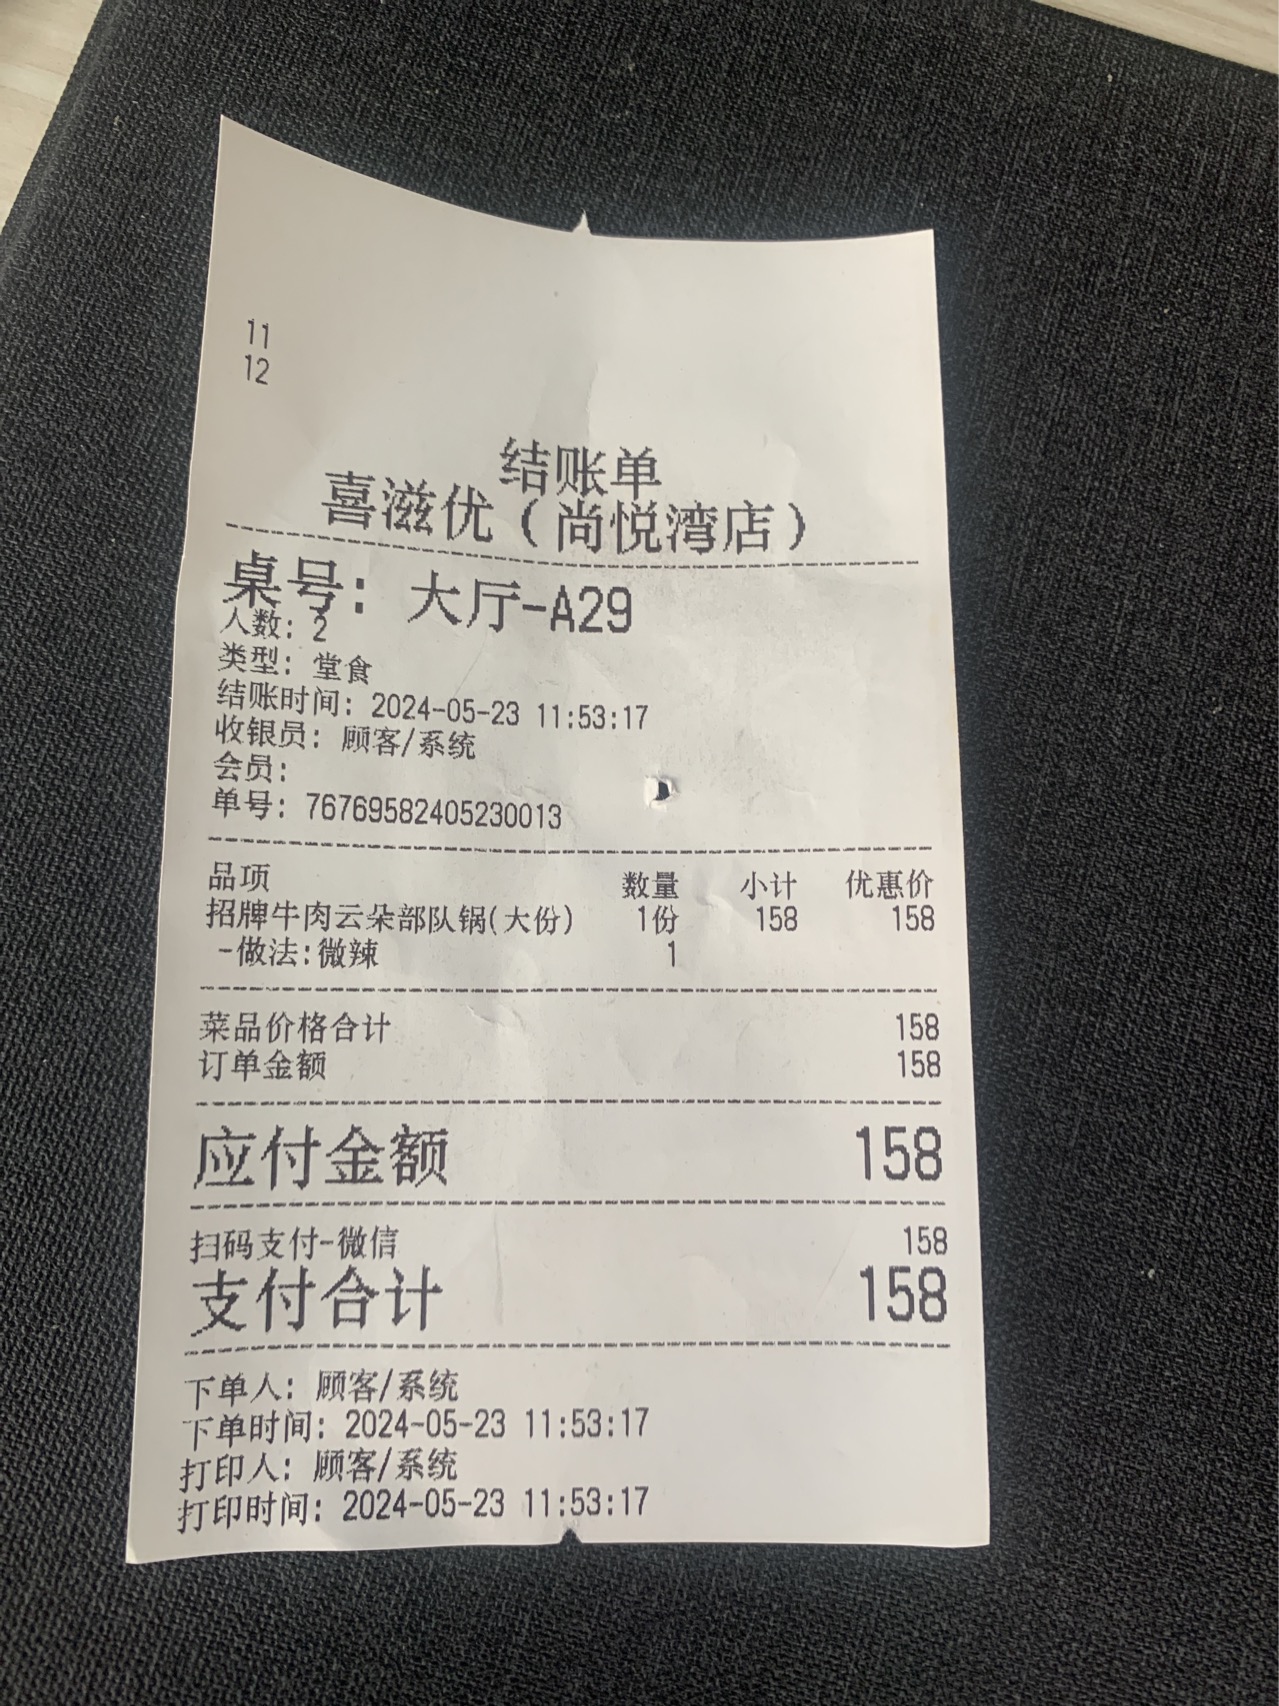 11
12
结账单
喜滋优（尚悦湾店）
桌号: 大厅-A29
人数: 2
类型: 堂食
结账时间: 2024-05-23 11:53:17
收银员: 顾客/系统
会员:
单号: 76769582405230013
品项 数量 小计 优惠价
招牌牛肉云朵部队锅(大份) 1份 158 158
-做法:微辣 1
菜品价格合计 158
订单金额 158
应付金额 158
扫码支付-微信 158
支付合计 158
下单人: 顾客/系统
下单时间: 2024-05-23 11:53:17
打印人: 顾客/系统
打印时间: 2024-05-23 11:53:17